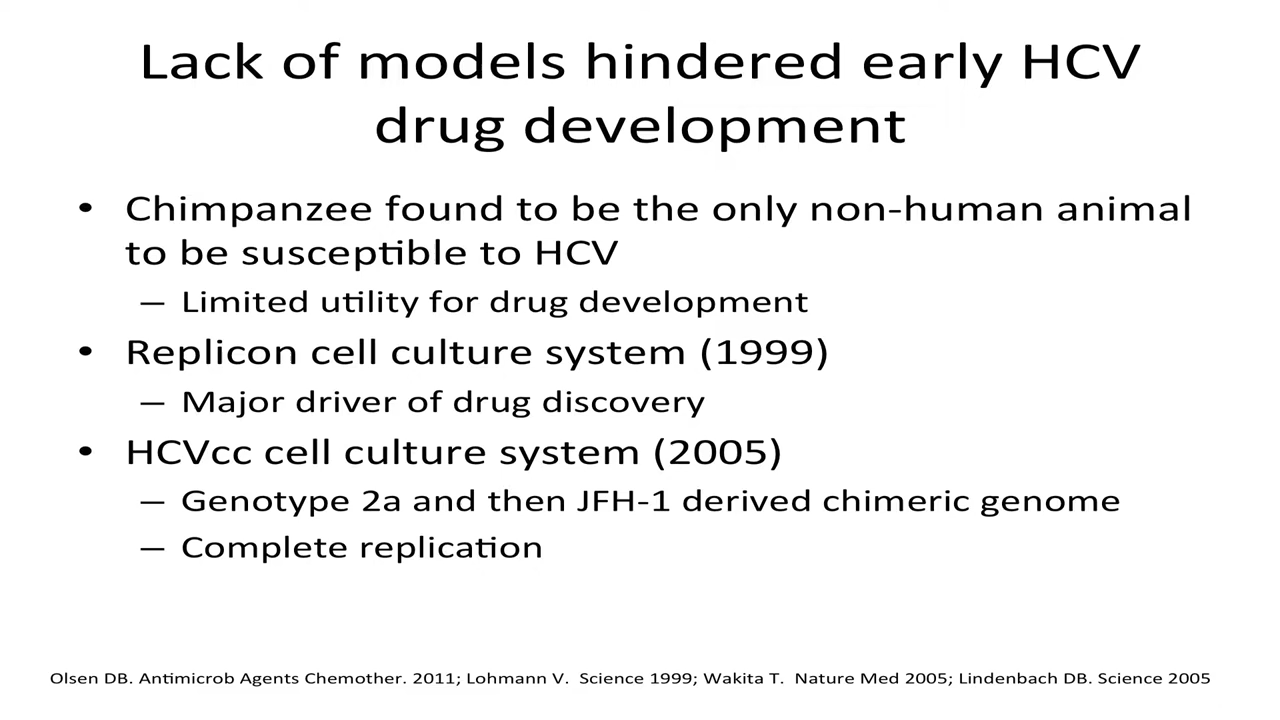 Lack of models hindered early HCV
drug development
• Chimpanzee found to be the only non-human animal
to be susceptible to HCV
– Limited utility for drug development
• Replicon cell culture system (1999)
– Major driver of drug discovery
• HCVcc cell culture system (2005)
– Genotype 2a and then JFH-1 derived chimeric genome
– Complete replication
Olsen DB. Antimicrob Agents Chemother. 2011; Lohmann V. Science 1999; Wakita T. Nature Med 2005; Lindenbach DB. Science 2005